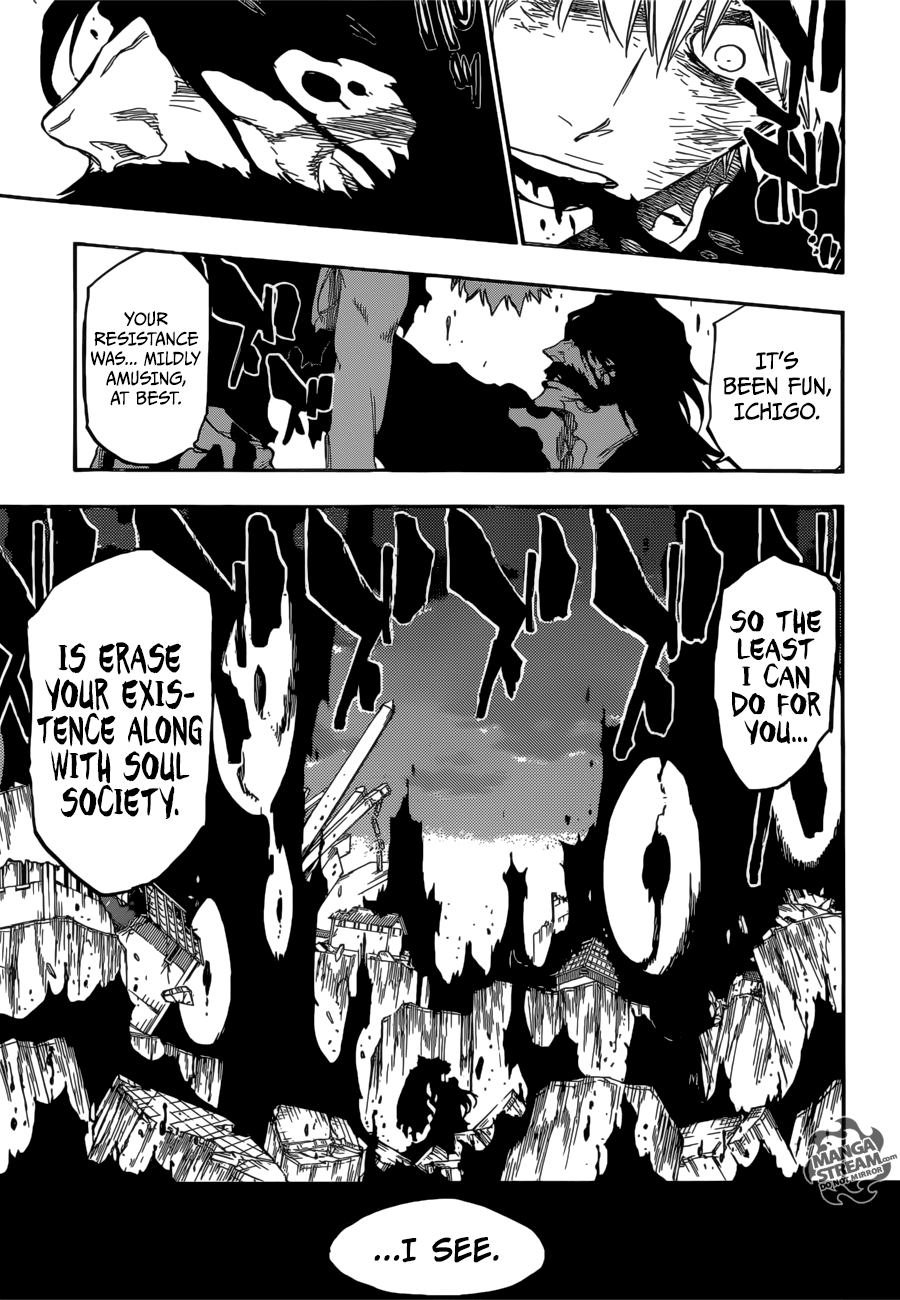 IT'S
BEEN FUN,
ICHIGO.
YOUR
RESISTANCE
WAS... MILDLY
AMUSING,
AT BEST.
SO THE
LEAST
I CAN
DO FOR
YOU...
IS ERASE
YOUR EXIS-
TENCE ALONG
WITH SOUL
SOCIETY.
MANGA
STREAM.com
DO NOT MIRROR
...I SEE.